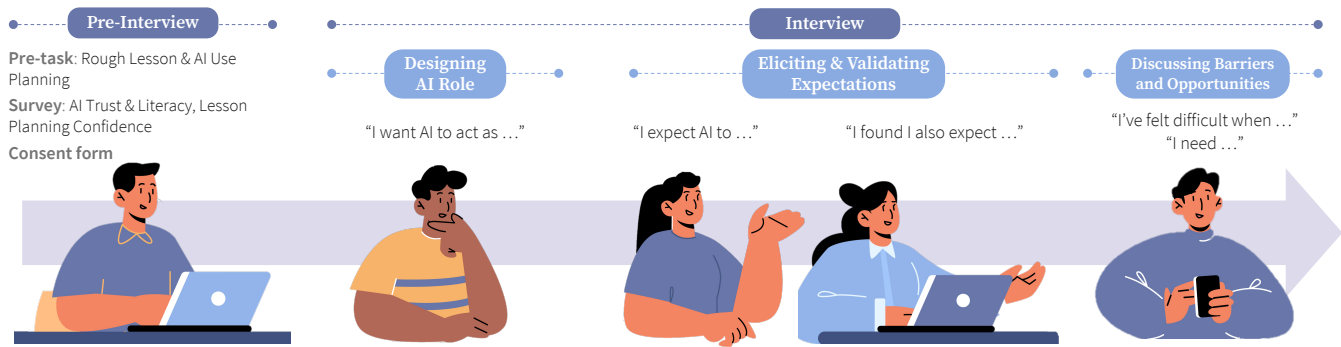 Pre-Interview
Pre-task: Rough Lesson & AI Use
Planning
Survey: AI Trust & Literacy, Lesson
Planning Confidence
Consent form
Interview
Designing
AI Role
“I want AI to act as …”
Eliciting & Validating
Expectations
“I expect AI to …”
“I found I also expect …”
Discussing Barriers
and Opportunities
“I’ve felt difficult when …”
“I need …”